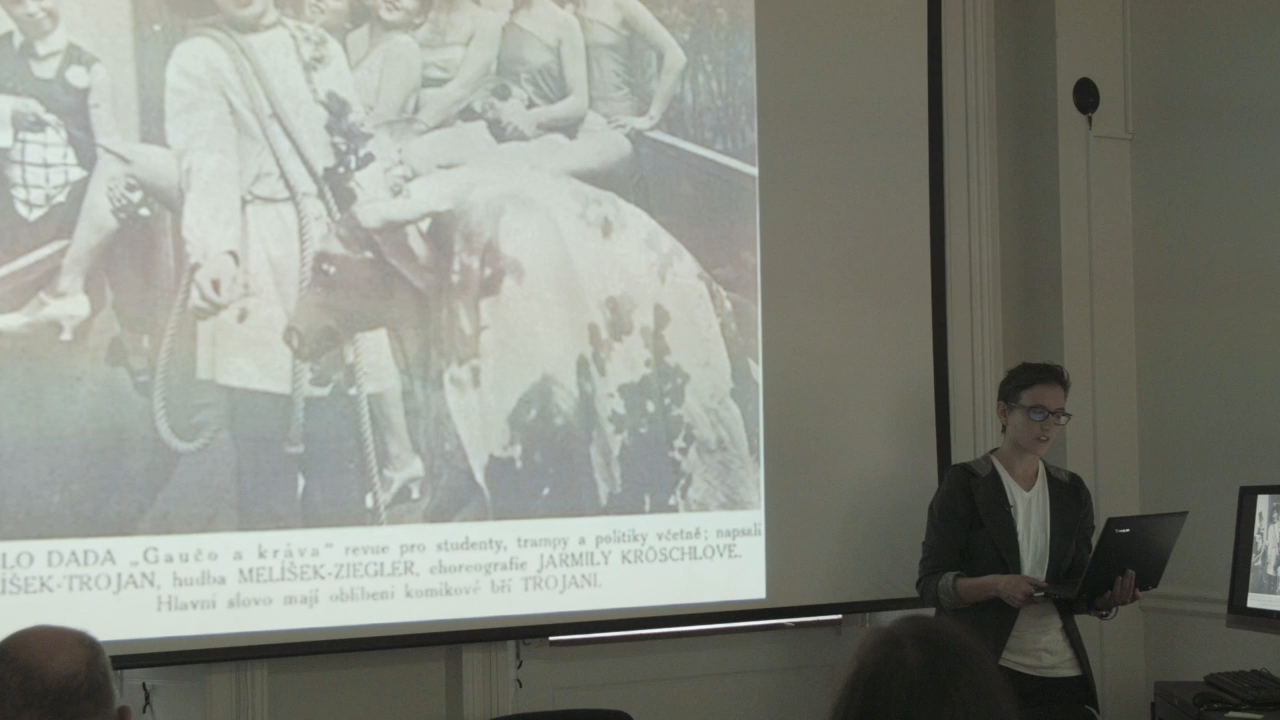 LO DADA „Gaučo a kráva“ revue pro studenty, trampy a politiky včetně; napsali
ÍŠEK-TROJAN, hudba MELÍŠEK-ZIEGLER, choreografie JARMILY KRÖSCHLOVÉ.
Hlavní slovo mají oblíbení komikové bří TROJANI.